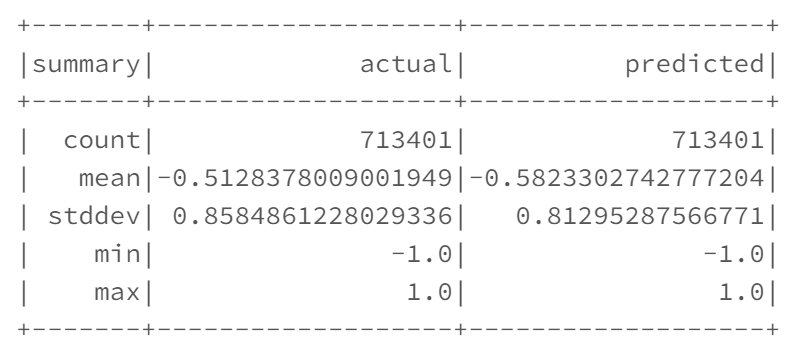 +-------+-------------------+-------------------+
|summary|             actual|          predicted|
+-------+-------------------+-------------------+
|  count|             713401|             713401|
|   mean|-0.5128378009001949|-0.5823302742777204|
| stddev| 0.8584861228029336|   0.81295287566771|
|    min|               -1.0|               -1.0|
|    max|                1.0|                1.0|
+-------+-------------------+-------------------+